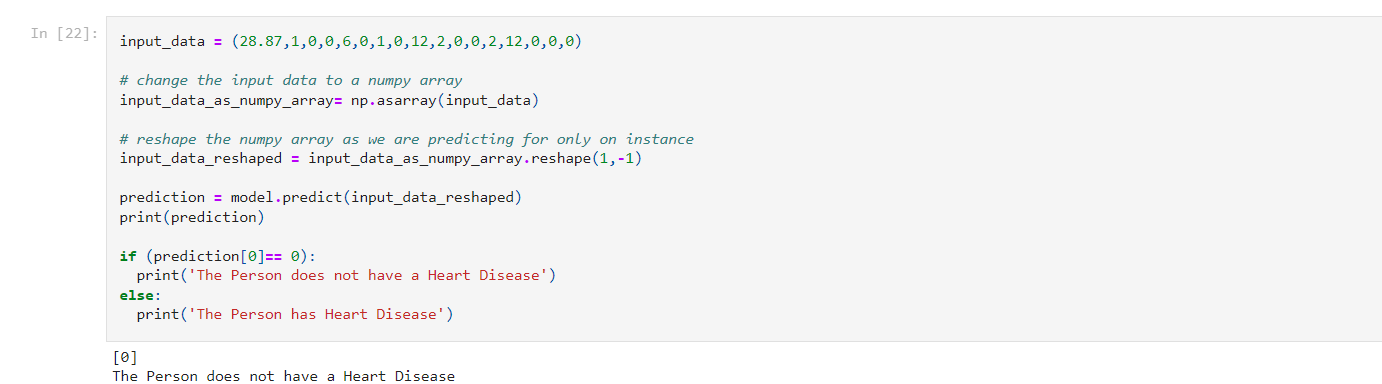 In [22]:
input_data = (28.87,1,0,0,6,0,1,0,12,2,0,0,2,12,0,0,0)
# change the input data to a numpy array
input_data_as_numpy_array= np.asarray(input_data)
# reshape the numpy array as we are predicting for only on instance
input_data_reshaped = input_data_as_numpy_array.reshape(1,-1)
prediction = model.predict(input_data_reshaped)
print(prediction)
if (prediction[0]== 0):
  print('The Person does not have a Heart Disease')
else:
  print('The Person has Heart Disease')
[0]
The Person does not have a Heart Disease